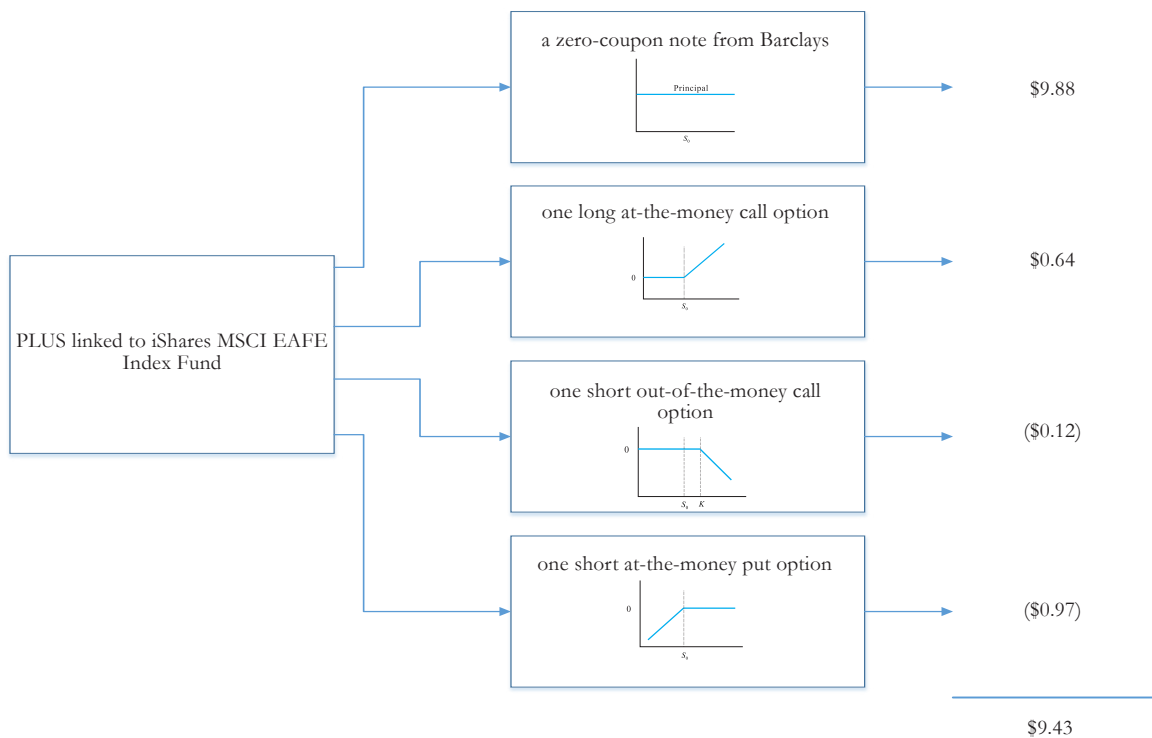 a zero-coupon note from Barclays
Principal
S₀
$9.88
one long at-the-money call option
0
S₀
$0.64
PLUS linked to iShares MSCI EAFE
Index Fund
one short out-of-the-money call
option
0
S₀ K
($0.12)
one short at-the-money put option
0
S₀
($0.97)
$9.43